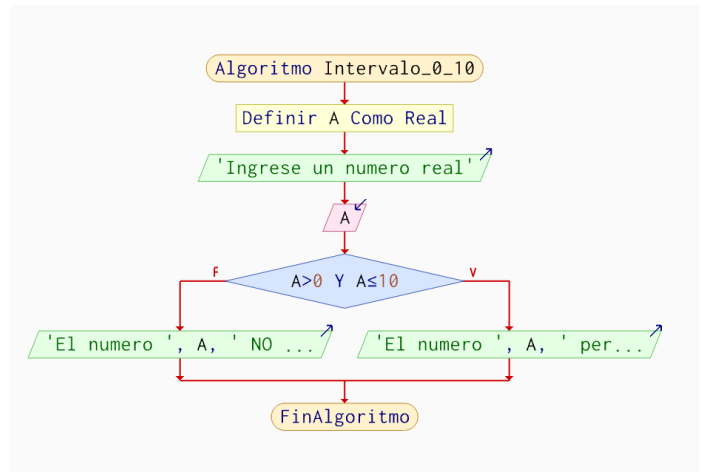 Algoritmo Intervalo_0_10
Definir A Como Real
'Ingrese un numero real'
A
F
A>0 Y A≤10
V
'El numero ', A, ' NO ...
'El numero ', A, ' per...
FinAlgoritmo